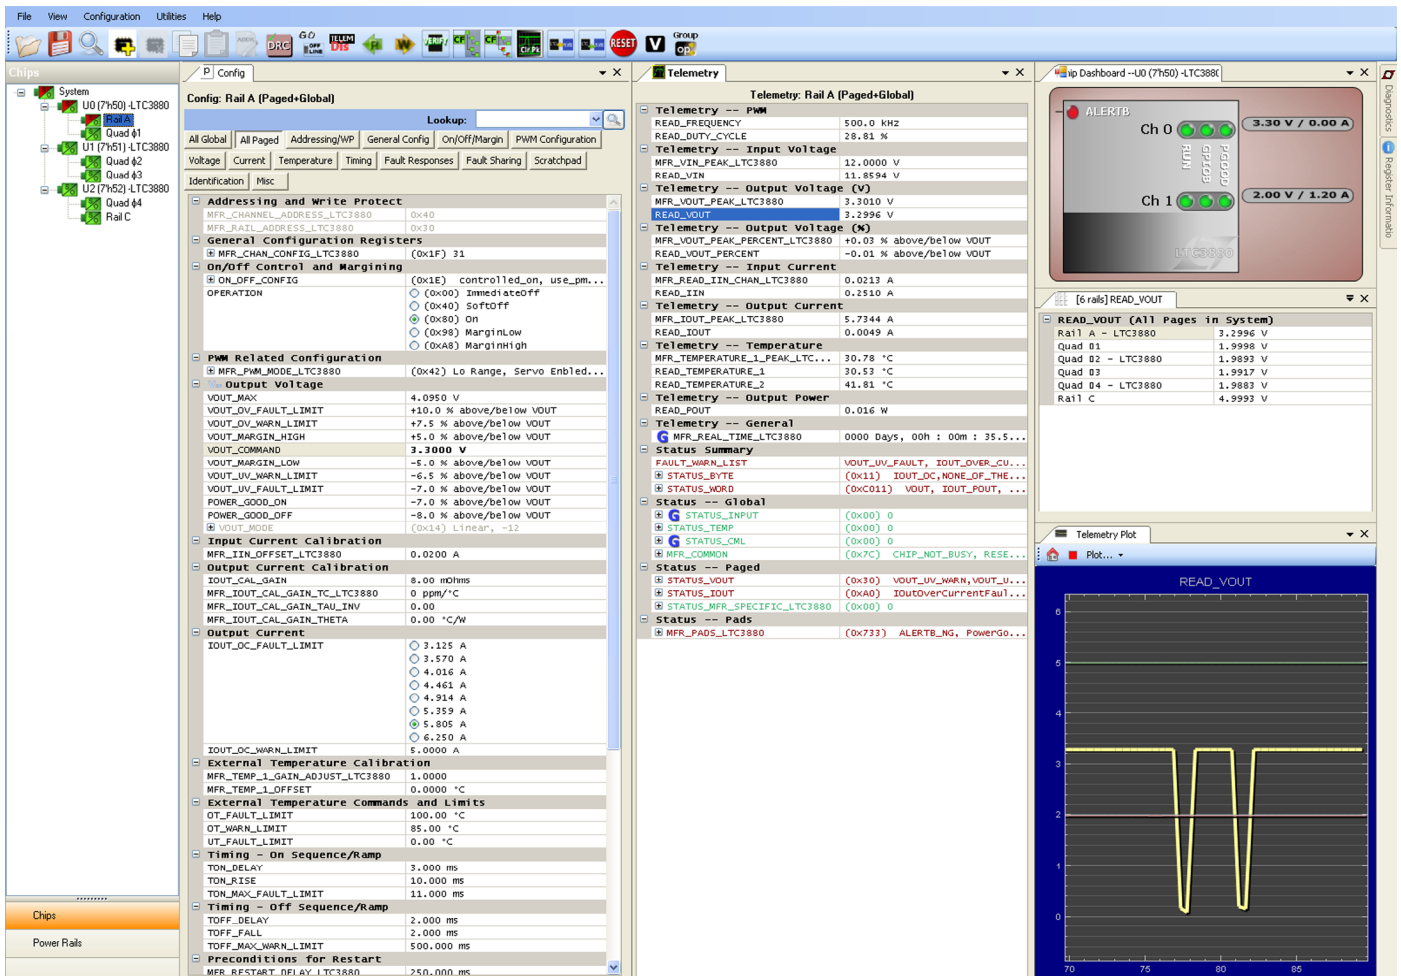 File View Configuration Utilities Help
GO OFF LINE TELEM Dis R W VERIFY CF CF Clr Pk RESET V Group op
DRC
Chips
System
U0 (7'h50) -LTC3880
Rail A
Quad ϕ1
U1 (7'h51) -LTC3880
Quad ϕ2
Quad ϕ3
U2 (7'h52) -LTC3880
Quad ϕ4
Rail C
Chips
Power Rails
Config
Config: Rail A (Paged+Global)
Lookup:
All Global All Paged Addressing/WP General Config On/Off/Margin PWM Configuration
Voltage Current Temperature Timing Fault Responses Fault Sharing Scratchpad
Identification Misc
Addressing and Write Protect
MFR_CHANNEL_ADDRESS_LTC3880 0x40
MFR_RAIL_ADDRESS_LTC3880 0x30
General Configuration Registers
MFR_CHAN_CONFIG_LTC3880 (0x1F) 31
On/Off Control and Margining
ON_OFF_CONFIG (0x1E) controlled_on, use_pm...
OPERATION (0x00) ImmediateOff
(0x40) SoftOff
(0x80) On
(0x98) MarginLow
(0xA8) MarginHigh
PWM Related Configuration
MFR_PWM_MODE_LTC3880 (0x42) Lo Range, Servo Enbled...
Output Voltage
VOUT_MAX 4.0950 V
VOUT_OV_FAULT_LIMIT +10.0 % above/below VOUT
VOUT_OV_WARN_LIMIT +7.5 % above/below VOUT
VOUT_MARGIN_HIGH +5.0 % above/below VOUT
VOUT_COMMAND 3.3000 V
VOUT_MARGIN_LOW -5.0 % above/below VOUT
VOUT_UV_WARN_LIMIT -6.5 % above/below VOUT
VOUT_UV_FAULT_LIMIT -7.0 % above/below VOUT
POWER_GOOD_ON -7.0 % above/below VOUT
POWER_GOOD_OFF -8.0 % above/below VOUT
VOUT_MODE (0x14) Linear, -12
Input Current Calibration
MFR_IIN_OFFSET_LTC3880 0.0200 A
Output Current Calibration
IOUT_CAL_GAIN 8.00 mOhms
MFR_IOUT_CAL_GAIN_TC_LTC3880 0 ppm/°C
MFR_IOUT_CAL_GAIN_TAU_INV 0.00
MFR_IOUT_CAL_GAIN_THETA 0.00 °C/W
Output Current
IOUT_OC_FAULT_LIMIT 3.125 A
3.570 A
4.016 A
4.461 A
4.914 A
5.359 A
5.805 A
6.250 A
IOUT_OC_WARN_LIMIT 5.0000 A
External Temperature Calibration
MFR_TEMP_1_GAIN_ADJUST_LTC3880 1.0000
MFR_TEMP_1_OFFSET 0.0000 °C
External Temperature Commands and Limits
OT_FAULT_LIMIT 100.00 °C
OT_WARN_LIMIT 85.00 °C
UT_FAULT_LIMIT 0.00 °C
Timing - On Sequence/Ramp
TON_DELAY 3.000 ms
TON_RISE 10.000 ms
TON_MAX_FAULT_LIMIT 11.000 ms
Timing - Off Sequence/Ramp
TOFF_DELAY 2.000 ms
TOFF_FALL 2.000 ms
TOFF_MAX_WARN_LIMIT 500.000 ms
Preconditions for Restart
MFR_RESTART_DELAY_LTC3880 250.000 ms
Telemetry
Telemetry: Rail A (Paged+Global)
Telemetry -- PWM
READ_FREQUENCY 500.0 kHz
READ_DUTY_CYCLE 28.81 %
Telemetry -- Input Voltage
MFR_VIN_PEAK_LTC3880 12.0000 V
READ_VIN 11.8594 V
Telemetry -- Output Voltage (V)
MFR_VOUT_PEAK_LTC3880 3.3010 V
READ_VOUT 3.2996 V
Telemetry -- Output Voltage (%)
MFR_VOUT_PEAK_PERCENT_LTC3880 +0.03 % above/below VOUT
READ_VOUT_PERCENT -0.01 % above/below VOUT
Telemetry -- Input Current
MFR_READ_IIN_CHAN_LTC3880 0.0213 A
READ_IIN 0.2510 A
Telemetry -- Output Current
MFR_IOUT_PEAK_LTC3880 5.7344 A
READ_IOUT 0.0049 A
Telemetry -- Temperature
MFR_TEMPERATURE_1_PEAK_LTC... 30.78 °C
READ_TEMPERATURE_1 30.53 °C
READ_TEMPERATURE_2 41.81 °C
Telemetry -- Output Power
READ_POUT 0.016 W
Telemetry -- General
G MFR_REAL_TIME_LTC3880 0000 Days, 00h : 00m : 35.5...
Status Summary
FAULT_WARN_LIST VOUT_UV_FAULT, IOUT_OVER_CU...
STATUS_BYTE (0x11) IOUT_OC,NONE_OF_THE...
STATUS_WORD (0xC011) VOUT, IOUT_POUT, ...
Status -- Global
G STATUS_INPUT (0x00) 0
STATUS_TEMP (0x00) 0
G STATUS_CML (0x00) 0
MFR_COMMON (0x7C) CHIP_NOT_BUSY, RESE...
Status -- Paged
STATUS_VOUT (0x30) VOUT_UV_WARN,VOUT_U...
STATUS_IOUT (0xA0) IOutOverCurrentFaul...
STATUS_MFR_SPECIFIC_LTC3880 (0x00) 0
Status -- Pads
MFR_PADS_LTC3880 (0x733) ALERTB_NG, PowerGo...
ip Dashboard --U0 (7'h50) -LTC388(
ALERTB
Ch 0 3.30 V / 0.00 A
RUN GPIOB PGOOD
Ch 1 2.00 V / 1.20 A
LTC3880
[6 rails] READ_VOUT
READ_VOUT (All Pages in System)
Rail A - LTC3880 3.2996 V
Quad 01 1.9998 V
Quad 02 - LTC3880 1.9893 V
Quad 03 1.9917 V
Quad 04 - LTC3880 1.9883 V
Rail C 4.9993 V
Telemetry Plot
Plot...
READ_VOUT
6
5
4
3
2
1
0
70 75 80 85
Diagnostics
Register Informatio